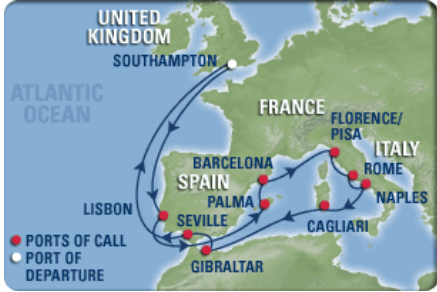 UNITED
KINGDOM
SOUTHAMPTON
ATLANTIC
OCEAN
FRANCE
FLORENCE/
PISA
ITALY
BARCELONA
ROME
SPAIN
PALMA
NAPLES
LISBON
SEVILLE
CAGLIARI
GIBRALTAR
PORTS OF CALL
PORT OF
DEPARTURE